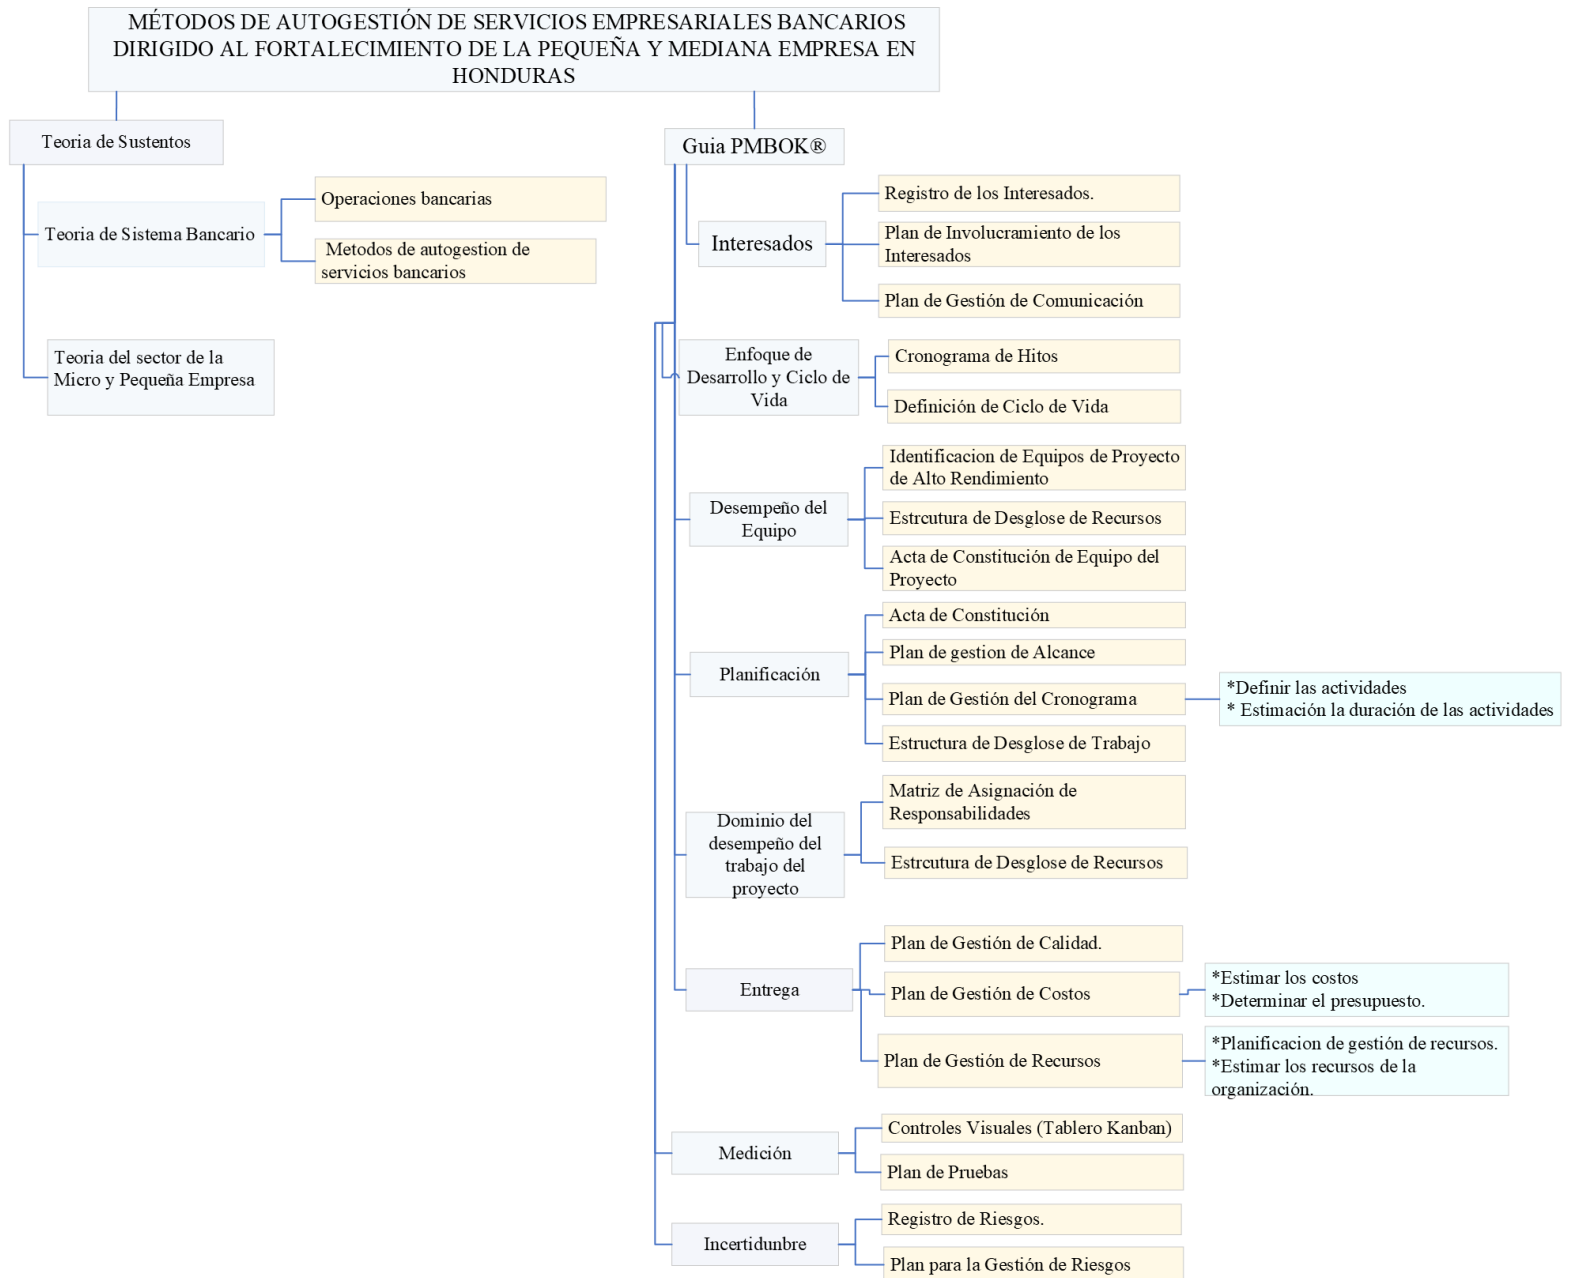 MÉTODOS DE AUTOGESTIÓN DE SERVICIOS EMPRESARIALES BANCARIOS
DIRIGIDO AL FORTALECIMIENTO DE LA PEQUEÑA Y MEDIANA EMPRESA EN
HONDURAS
Teoria de Sustentos
Teoria de Sistema Bancario
Operaciones bancarias
Metodos de autogestion de
servicios bancarios
Teoria del sector de la
Micro y Pequeña Empresa
Guia PMBOK®
Interesados
Registro de los Interesados.
Plan de Involucramiento de los
Interesados
Plan de Gestión de Comunicación
Enfoque de
Desarrollo y Ciclo de
Vida
Cronograma de Hitos
Definición de Ciclo de Vida
Desempeño del
Equipo
Identificacion de Equipos de Proyecto
de Alto Rendimiento
Estrcutura de Desglose de Recursos
Acta de Constitución de Equipo del
Proyecto
Planificación
Acta de Constitución
Plan de gestion de Alcance
Plan de Gestión del Cronograma
*Definir las actividades
* Estimación la duración de las actividades
Estructura de Desglose de Trabajo
Dominio del
desempeño del
trabajo del
proyecto
Matriz de Asignación de
Responsabilidades
Estrcutura de Desglose de Recursos
Entrega
Plan de Gestión de Calidad.
Plan de Gestión de Costos
*Estimar los costos
*Determinar el presupuesto.
Plan de Gestión de Recursos
*Planificacion de gestión de recursos.
*Estimar los recursos de la
organización.
Medición
Controles Visuales (Tablero Kanban)
Plan de Pruebas
Incertidunbre
Registro de Riesgos.
Plan para la Gestión de Riesgos